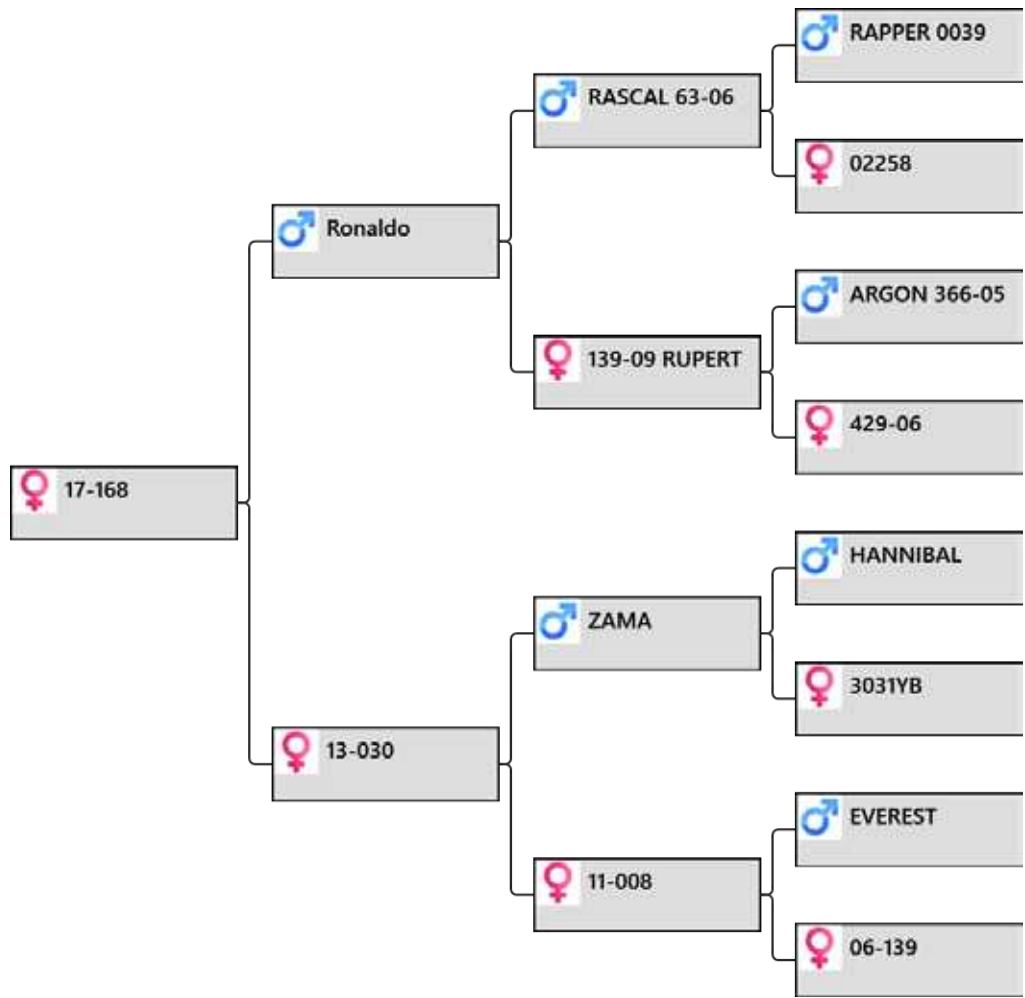 RAPPER 0039
RASCAL 63-06
02258
Ronaldo
ARGON 366-05
139-09 RUPERT
429-06
17-168
HANNIBAL
ZAMA
3031YB
13-030
EVEREST
11-008
06-139